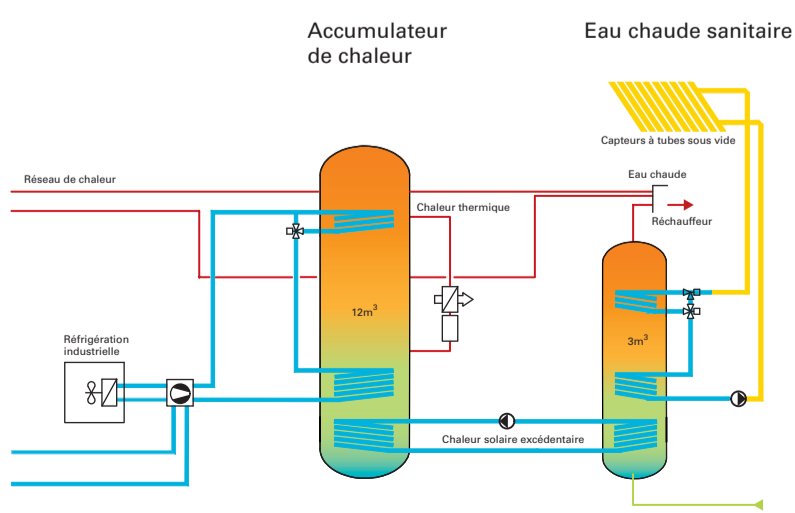 Accumulateur
de chaleur
Eau chaude sanitaire
Capteurs à tubes sous vide
Réseau de chaleur
Eau chaude
Chaleur thermique
Réchauffeur
12m³
3m³
Réfrigération
industrielle
Chaleur solaire excédentaire